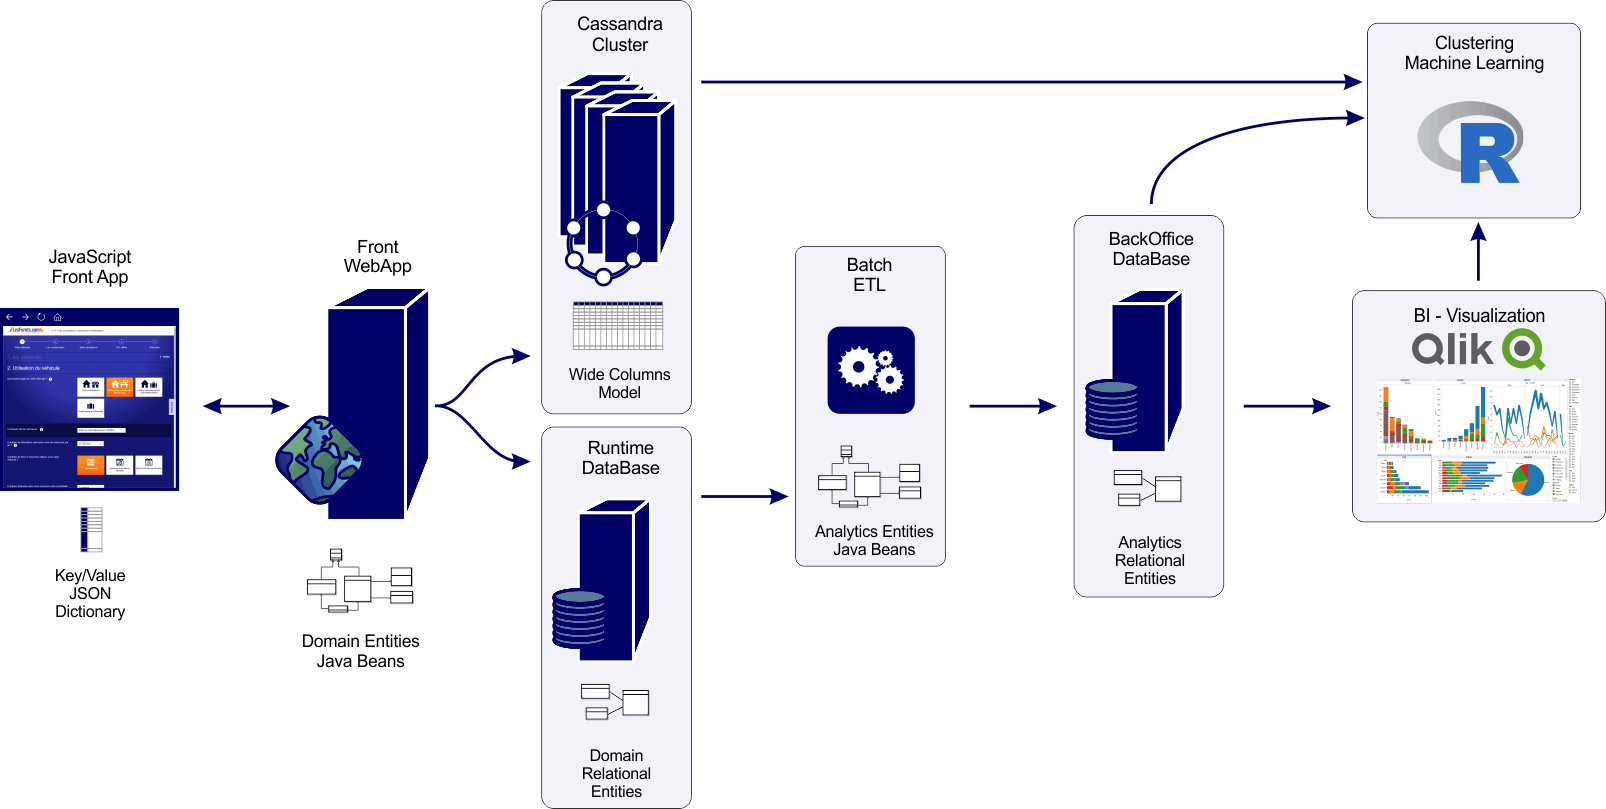 JavaScript
Front App
LesFurets.com
2. Utilisation du véhicule
Key/Value
JSON
Dictionary
Front
WebApp
Domain Entities
Java Beans
Cassandra
Cluster
Wide Columns
Model
Runtime
DataBase
Domain
Relational
Entities
Batch
ETL
Analytics Entities
Java Beans
BackOffice
DataBase
Analytics
Relational
Entities
Clustering
Machine Learning
R
BI - Visualization
Qlik